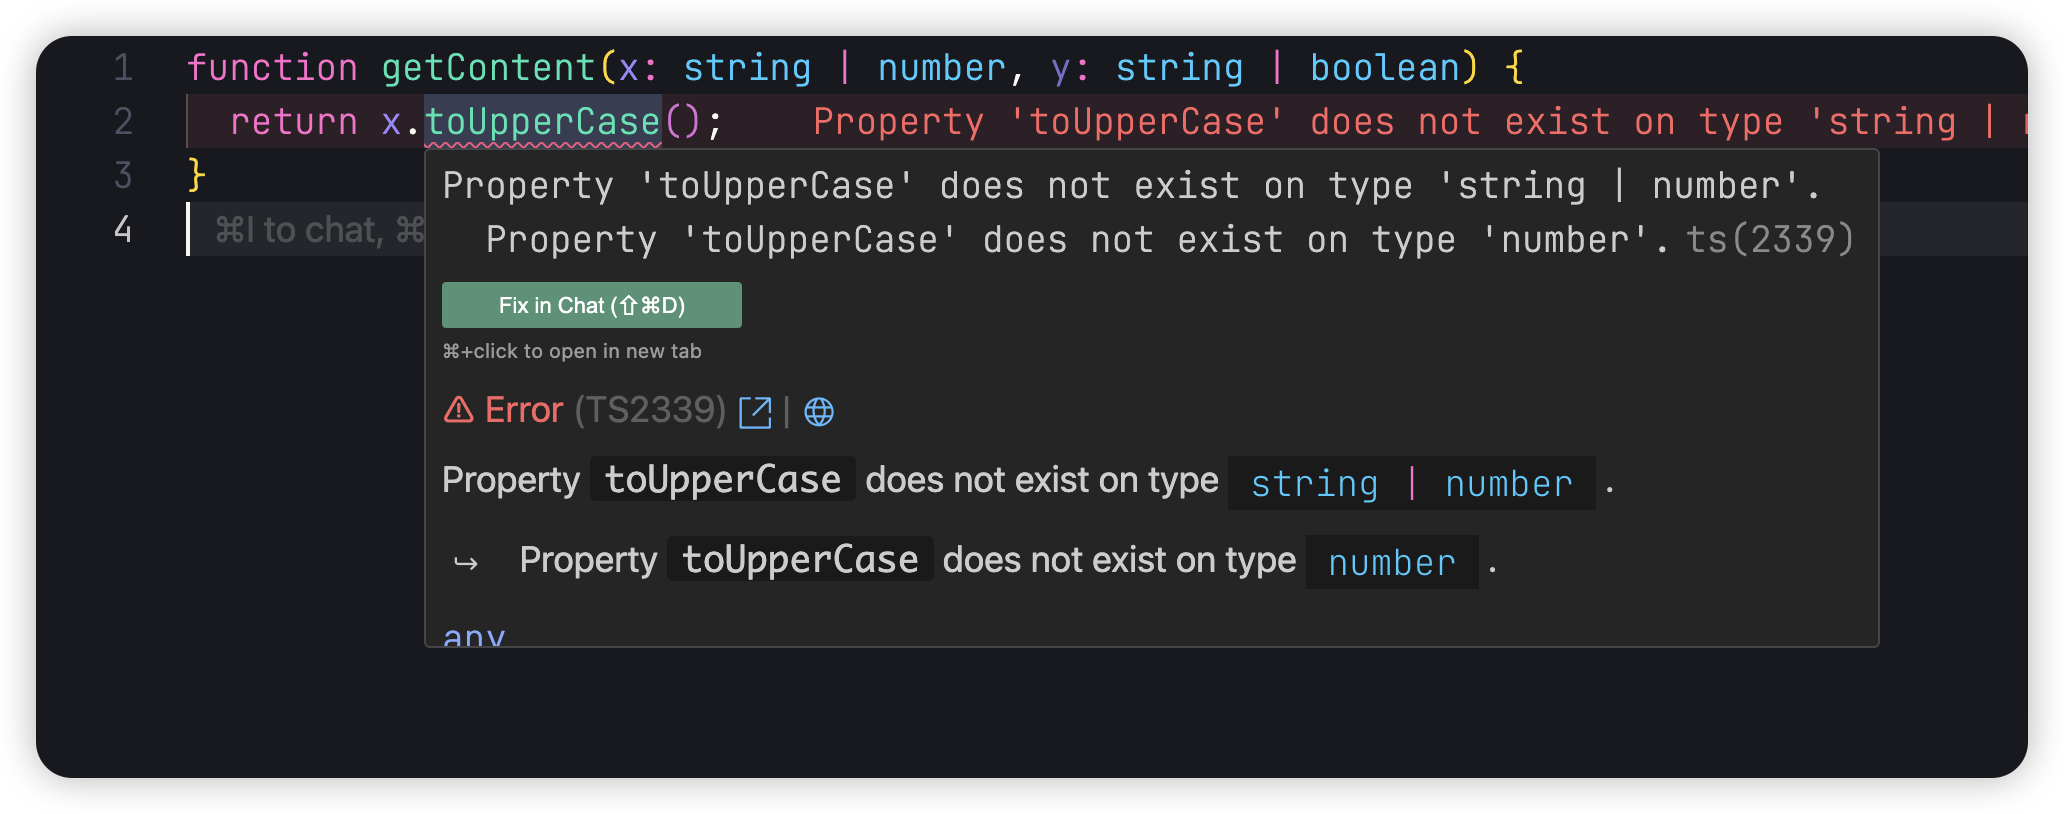 1 function getContent(x: string | number, y: string | boolean) {
2 return x.toUpperCase(); Property 'toUpperCase' does not exist on type 'string |
3 }
4 ⌘I to chat, ⌘
Property 'toUpperCase' does not exist on type 'string | number'.
Property 'toUpperCase' does not exist on type 'number'. ts(2339)
Fix in Chat (⇧⌘D)
⌘+click to open in new tab
Error (TS2339) |
Property toUpperCase does not exist on type string | number .
↪ Property toUpperCase does not exist on type number .
any